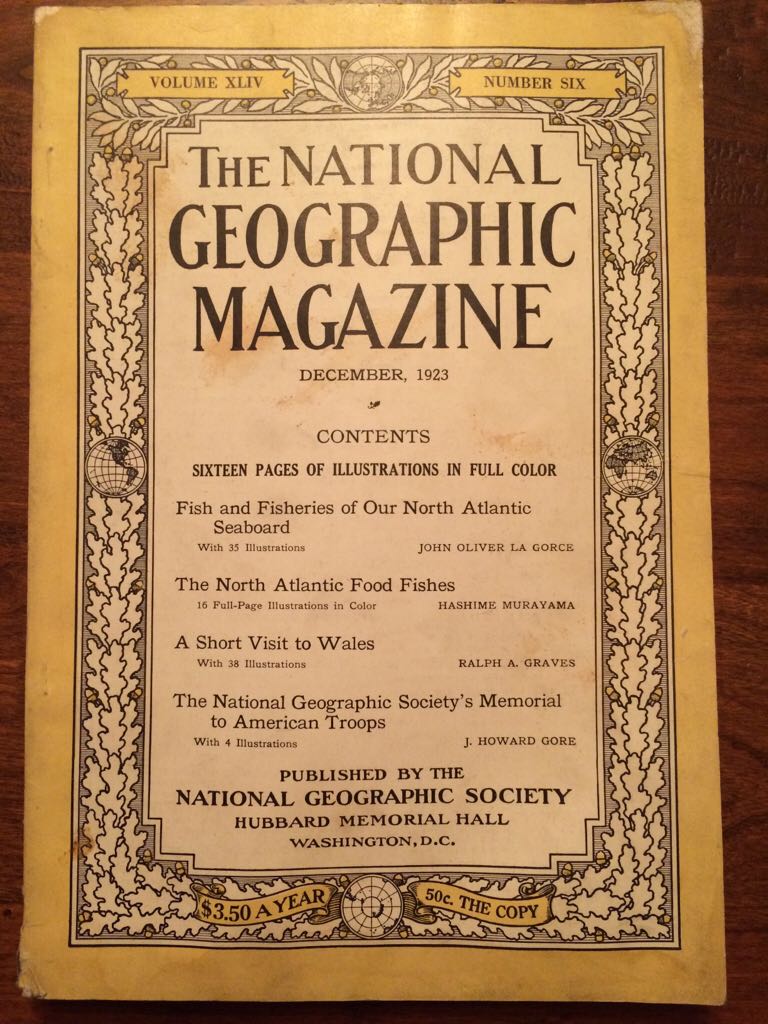 VOLUME XLIV
NUMBER SIX
THE NATIONAL
GEOGRAPHIC
MAGAZINE
DECEMBER, 1923
CONTENTS
SIXTEEN PAGES OF ILLUSTRATIONS IN FULL COLOR
Fish and Fisheries of Our North Atlantic
Seaboard
With 35 Illustrations JOHN OLIVER LA GORCE
The North Atlantic Food Fishes
16 Full-Page Illustrations in Color HASHIME MURAYAMA
A Short Visit to Wales
With 38 Illustrations RALPH A. GRAVES
The National Geographic Society's Memorial
to American Troops
With 4 Illustrations J. HOWARD GORE
PUBLISHED BY THE
NATIONAL GEOGRAPHIC SOCIETY
HUBBARD MEMORIAL HALL
WASHINGTON, D.C.
$3.50 A YEAR
50c. THE COPY